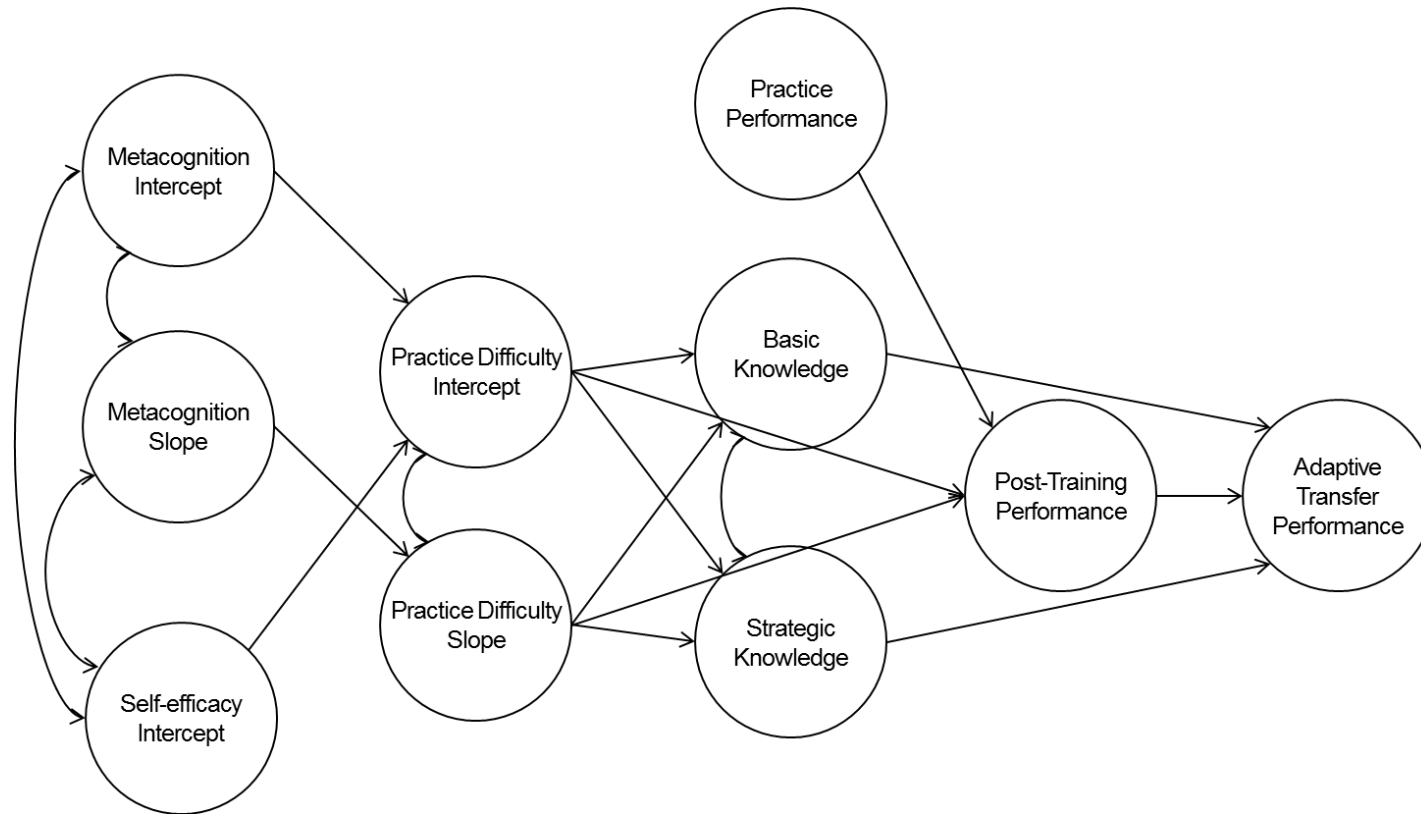 Practice
Performance
Metacognition
Intercept
Practice Difficulty
Intercept
Basic
Knowledge
Metacognition
Slope
Post-Training
Performance
Adaptive
Transfer
Performance
Practice Difficulty
Slope
Strategic
Knowledge
Self-efficacy
Intercept